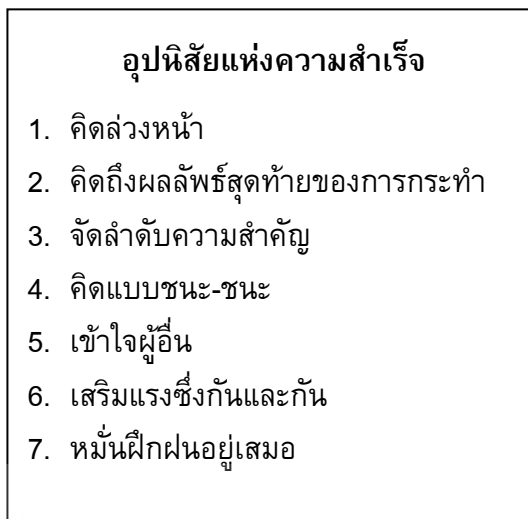 อุปนิสัยแห่งความสำเร็จ
1. คิดล่วงหน้า
2. คิดถึงผลลัพธ์สุดท้ายของการกระทำ
3. จัดลำดับความสำคัญ
4. คิดแบบชนะ-ชนะ
5. เข้าใจผู้อื่น
6. เสริมแรงซึ่งกันและกัน
7. หมั่นฝึกฝนอยู่เสมอ